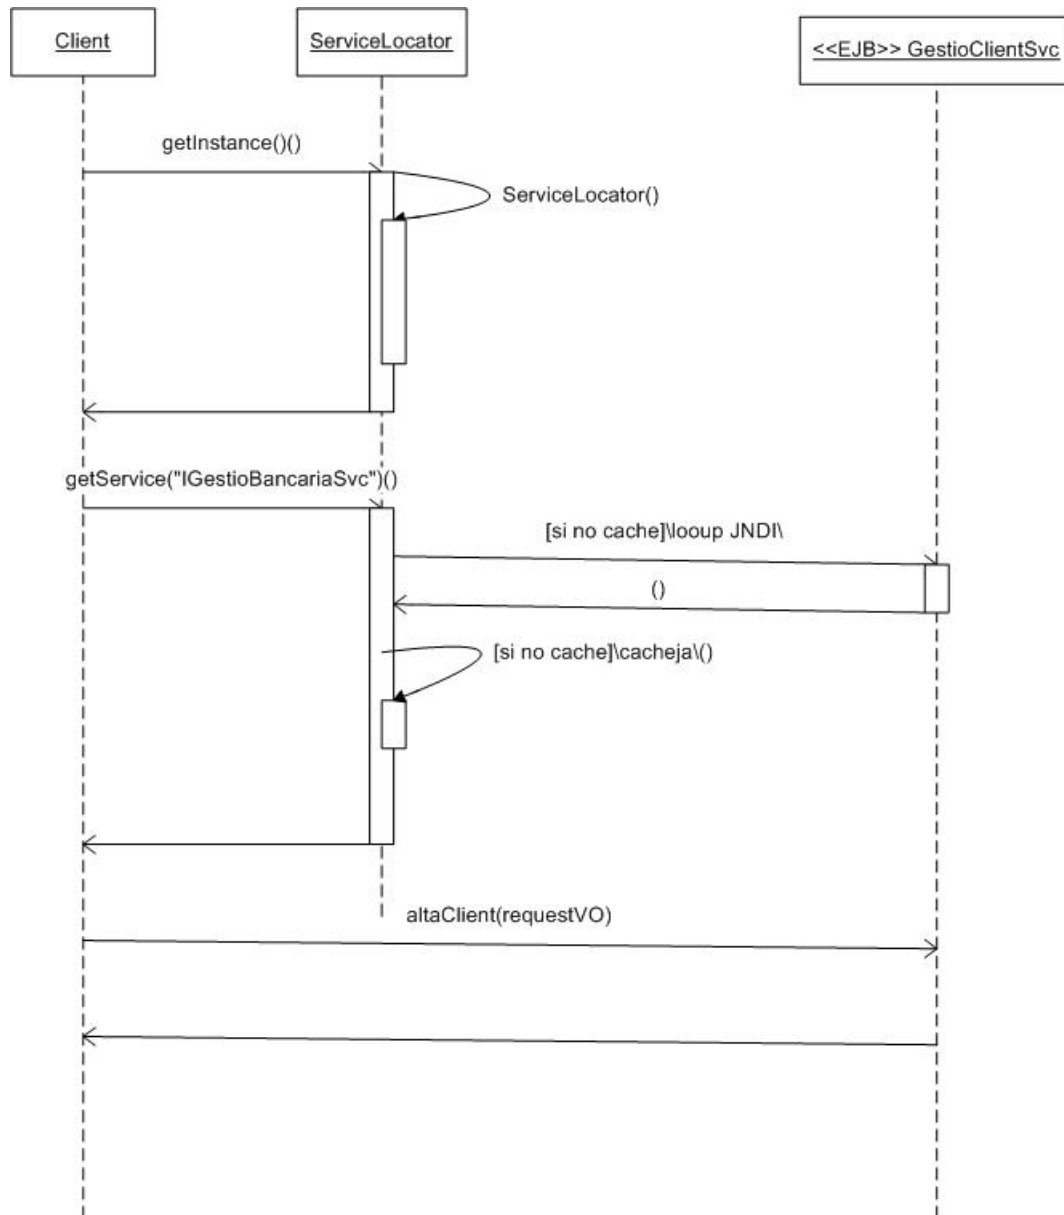 Client
ServiceLocator
<<EJB>> GestioClientSvc
getInstance()()
ServiceLocator()
getService("IGestioBancariaSvc")()
[si no cache]\looup JNDI\
()
[si no cache]\cacheja\()
altaClient(requestVO)